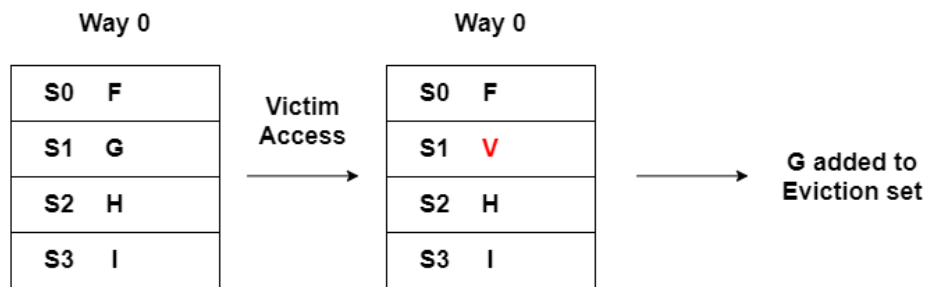 Way 0
Way 0
S0 F
S1 G
S2 H
S3 I
Victim
Access
S0 F
S1 V
S2 H
S3 I
G added to
Eviction set